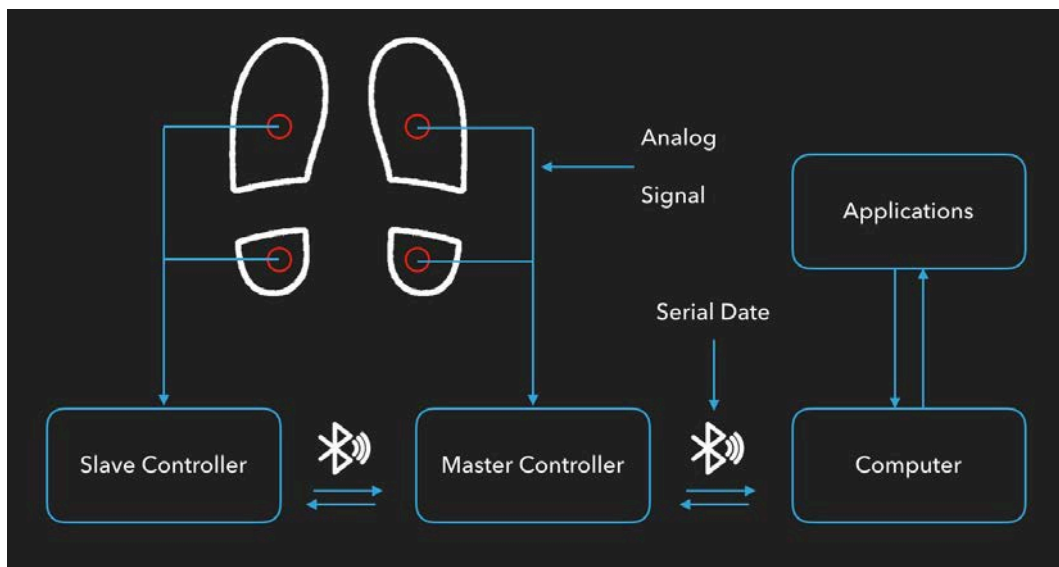 Analog
Signal
Applications
Serial Date
Slave Controller
Master Controller
Computer